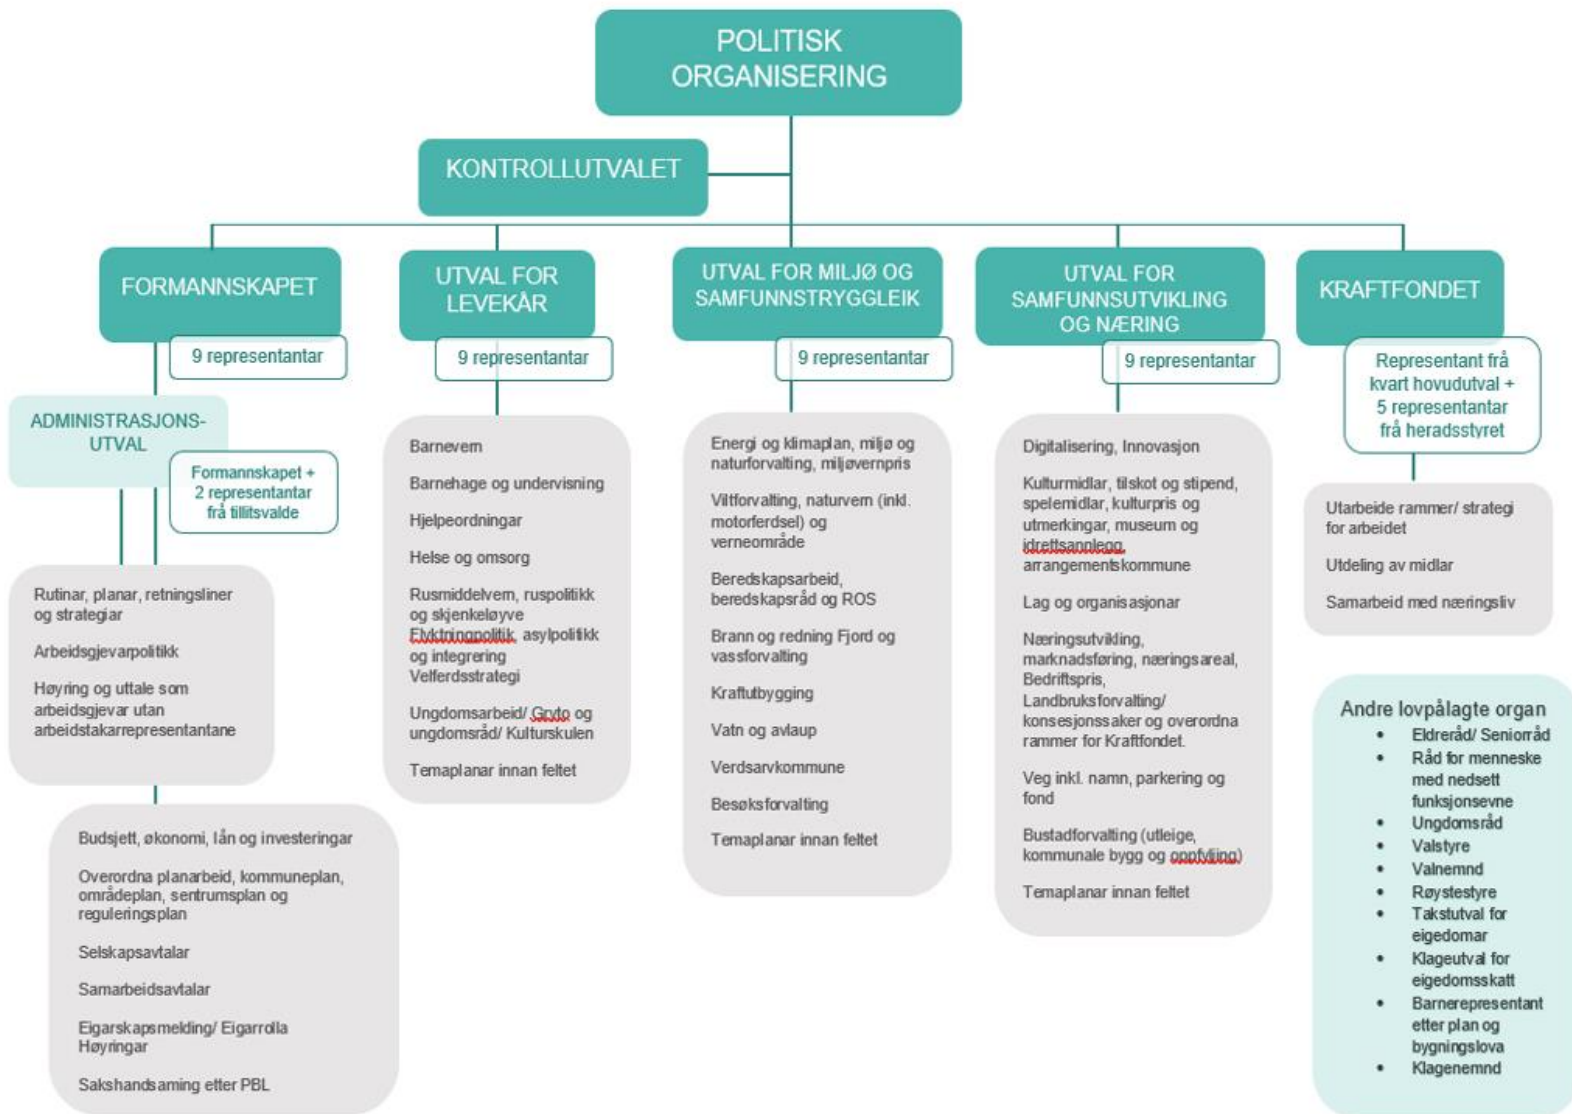 POLITISK
ORGANISERING
KONTROLLUTVALET
FORMANNSKAPET
9 representantar
ADMINISTRASJONS-
UTVAL
Formannskapet +
2 representantar
frå tillitsvalde
Rutinar, planar, retningsliner
og strategiar
Arbeidsgjevarpolitikk
Høyring og uttale som
arbeidsgjevar utan
arbeidstakarrepresentantane
Budsjett, økonomi, lån og investeringar
Overordna planarbeid, kommuneplan,
områdeplan, sentrumsplan og
reguleringsplan
Selskapsavtalar
Samarbeidsavtalar
Eigarskapsmelding/ Eigarrolla
Høyringar
Sakshandsaming etter PBL
UTVAL FOR
LEVEKÅR
9 representantar
Barnevern
Barnehage og undervisning
Hjelpeordningar
Helse og omsorg
Rusmiddelvern, ruspolitikk
og skjenkeløyve
Flyktningpolitik, asylpolitikk
og integrering
Velferdsstrategi
Ungdomsarbeid/ Gryto og
ungdomsråd/ Kulturskulen
Temaplanar innan feltet
UTVAL FOR MILJØ OG
SAMFUNNSTRYGGLEIK
9 representantar
Energi og klimaplan, miljø og
naturforvalting, miljøvernpris
Viltforvalting, naturvern (inkl.
motorferdsel) og
verneområde
Beredskapsarbeid,
beredskapsråd og ROS
Brann og redning Fjord og
vassforvalting
Kraftutbygging
Vatn og avlaup
Verdsarvkommune
Besøksforvalting
Temaplanar innan feltet
UTVAL FOR
SAMFUNNSUTVIKLING
OG NÆRING
9 representantar
Digitalisering, Innovasjon
Kulturmidlar, tilskot og stipend,
spelemidlar, kulturpris og
utmerkingar, museum og
idrettsannlegg,
arrangementskommune
Lag og organisasjonar
Næringsutvikling,
marknadsføring, næringsareal,
Bedriftspris,
Landbruksforvalting/
konsesjonssaker og overordna
rammer for Kraftfondet.
Veg inkl. namn, parkering og
fond
Bustadforvalting (utleige,
kommunale bygg og oppfyljing)
Temaplanar innan feltet
KRAFTFONDET
Representant frå
kvart hovudutval +
5 representantar
frå heradsstyret
Utarbeide rammer/ strategi
for arbeidet
Utdeling av midlar
Samarbeid med næringsliv
Andre lovpålagte organ
• Eldreråd/ Seniorråd
• Råd for menneske
med nedsett
funksjonsevne
• Ungdomsråd
• Valstyre
• Valnemnd
• Røystestyre
• Takstutval for
eigedomar
• Klageutval for
eigedomsskatt
• Barnerepresentant
etter plan og
bygningslova
• Klagenemnd